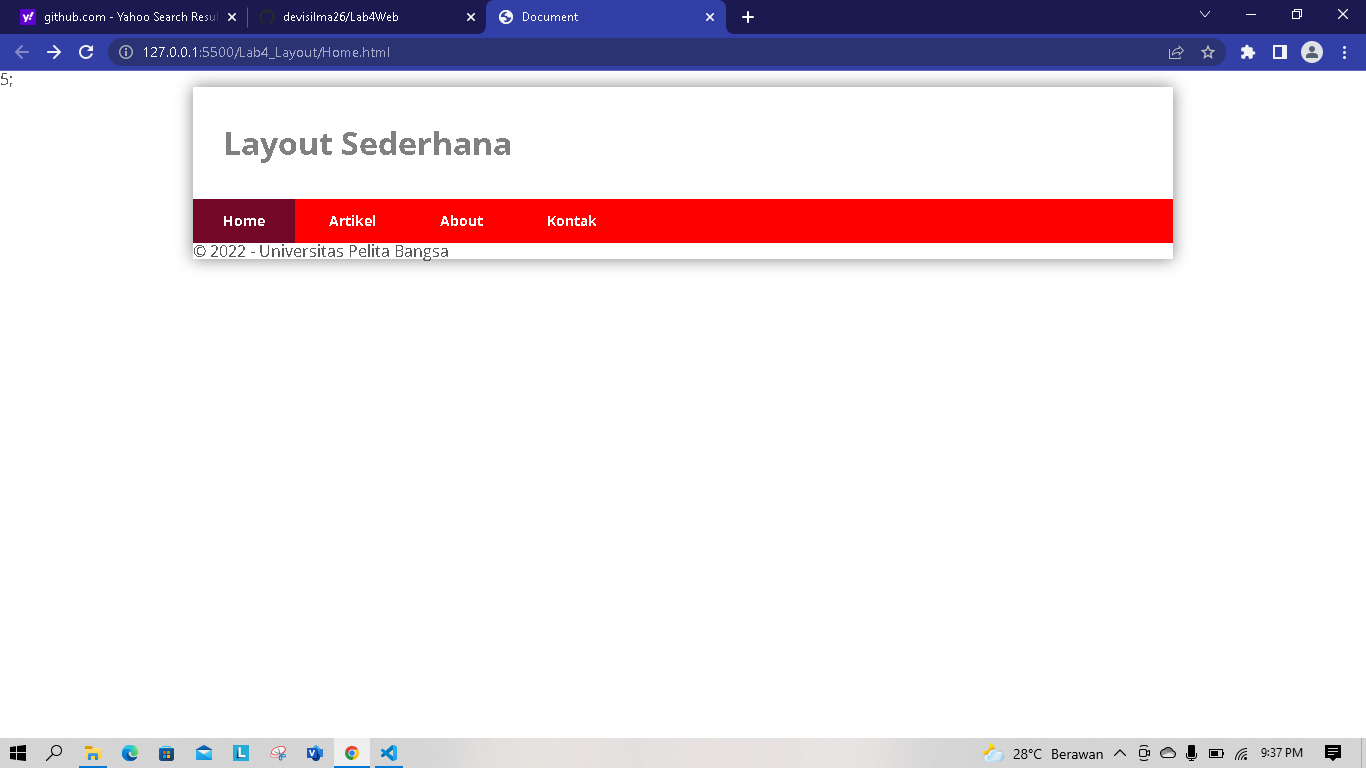 github.com - Yahoo Search Resul
devisilma26/Lab4Web
Document
127.0.0.1:5500/Lab4_Layout/Home.html
5;
Layout Sederhana
Home Artikel About Kontak
© 2022 - Universitas Pelita Bangsa
28°C Berawan 9:37 PM